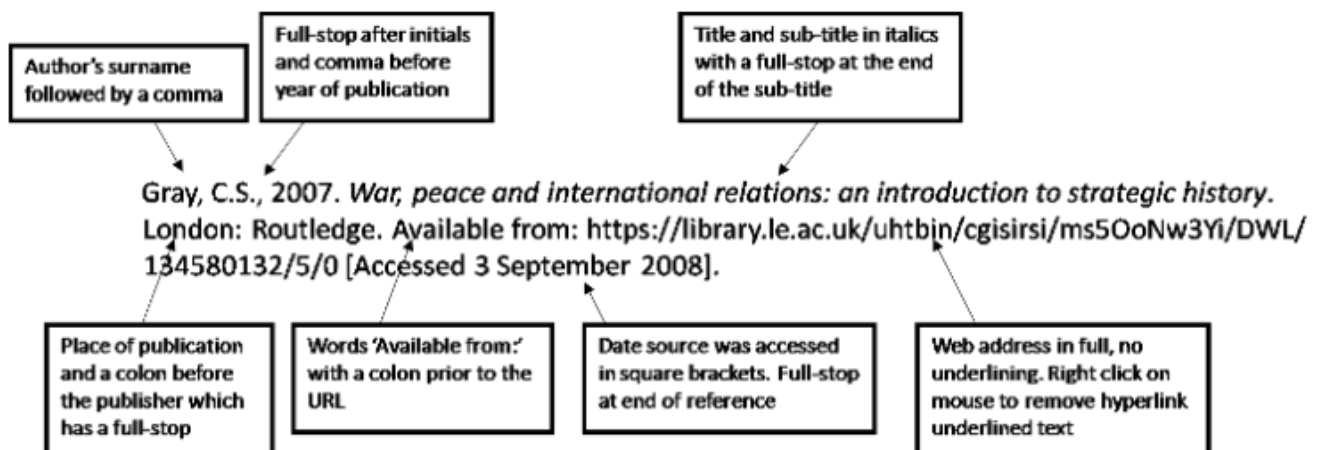 Author's surname
followed by a comma
Full-stop after initials
and comma before
year of publication
Title and sub-title in italics
with a full-stop at the end
of the sub-title
Gray, C.S., 2007. War, peace and international relations: an introduction to strategic history.
London: Routledge. Available from: https://library.le.ac.uk/uhtbin/cgisirsi/ms5OoNw3Yi/DWL/
134580132/5/0 [Accessed 3 September 2008].
Place of publication
and a colon before
the publisher which
has a full-stop
Words 'Available from:'
with a colon prior to the
URL
Date source was accessed
in square brackets. Full-stop
at end of reference
Web address in full, no
underlining. Right click on
mouse to remove hyperlink
underlined text